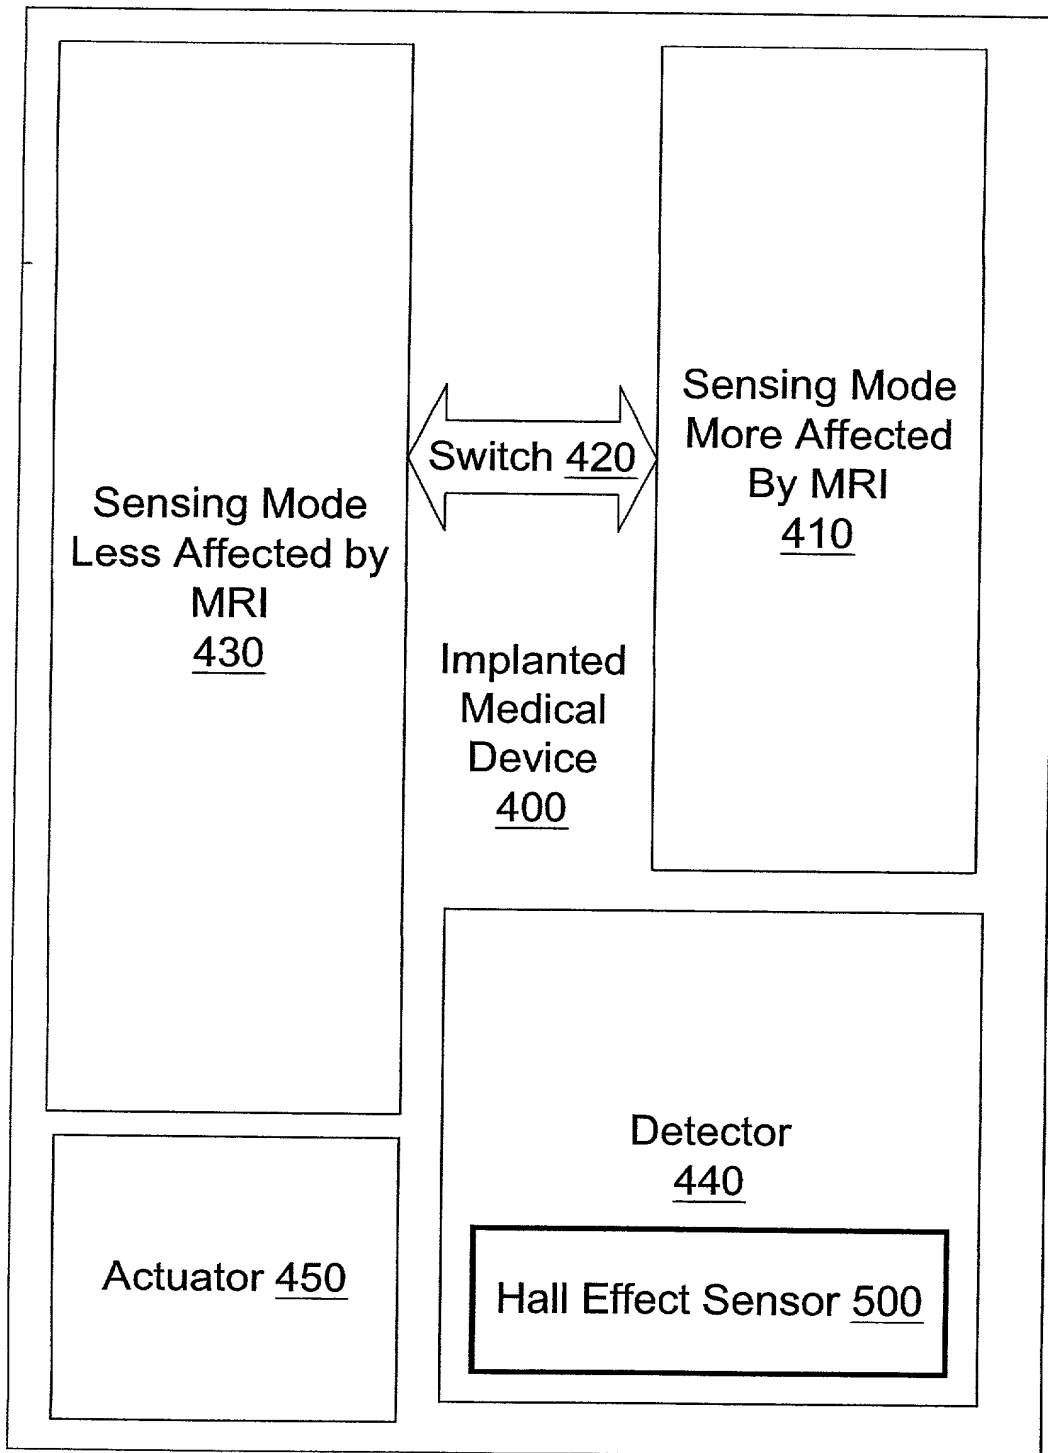 Sensing Mode
Less Affected by
MRI
430
Switch 420
Sensing Mode
More Affected
By MRI
410
Implanted
Medical
Device
400
Detector
440
Hall Effect Sensor 500
Actuator 450